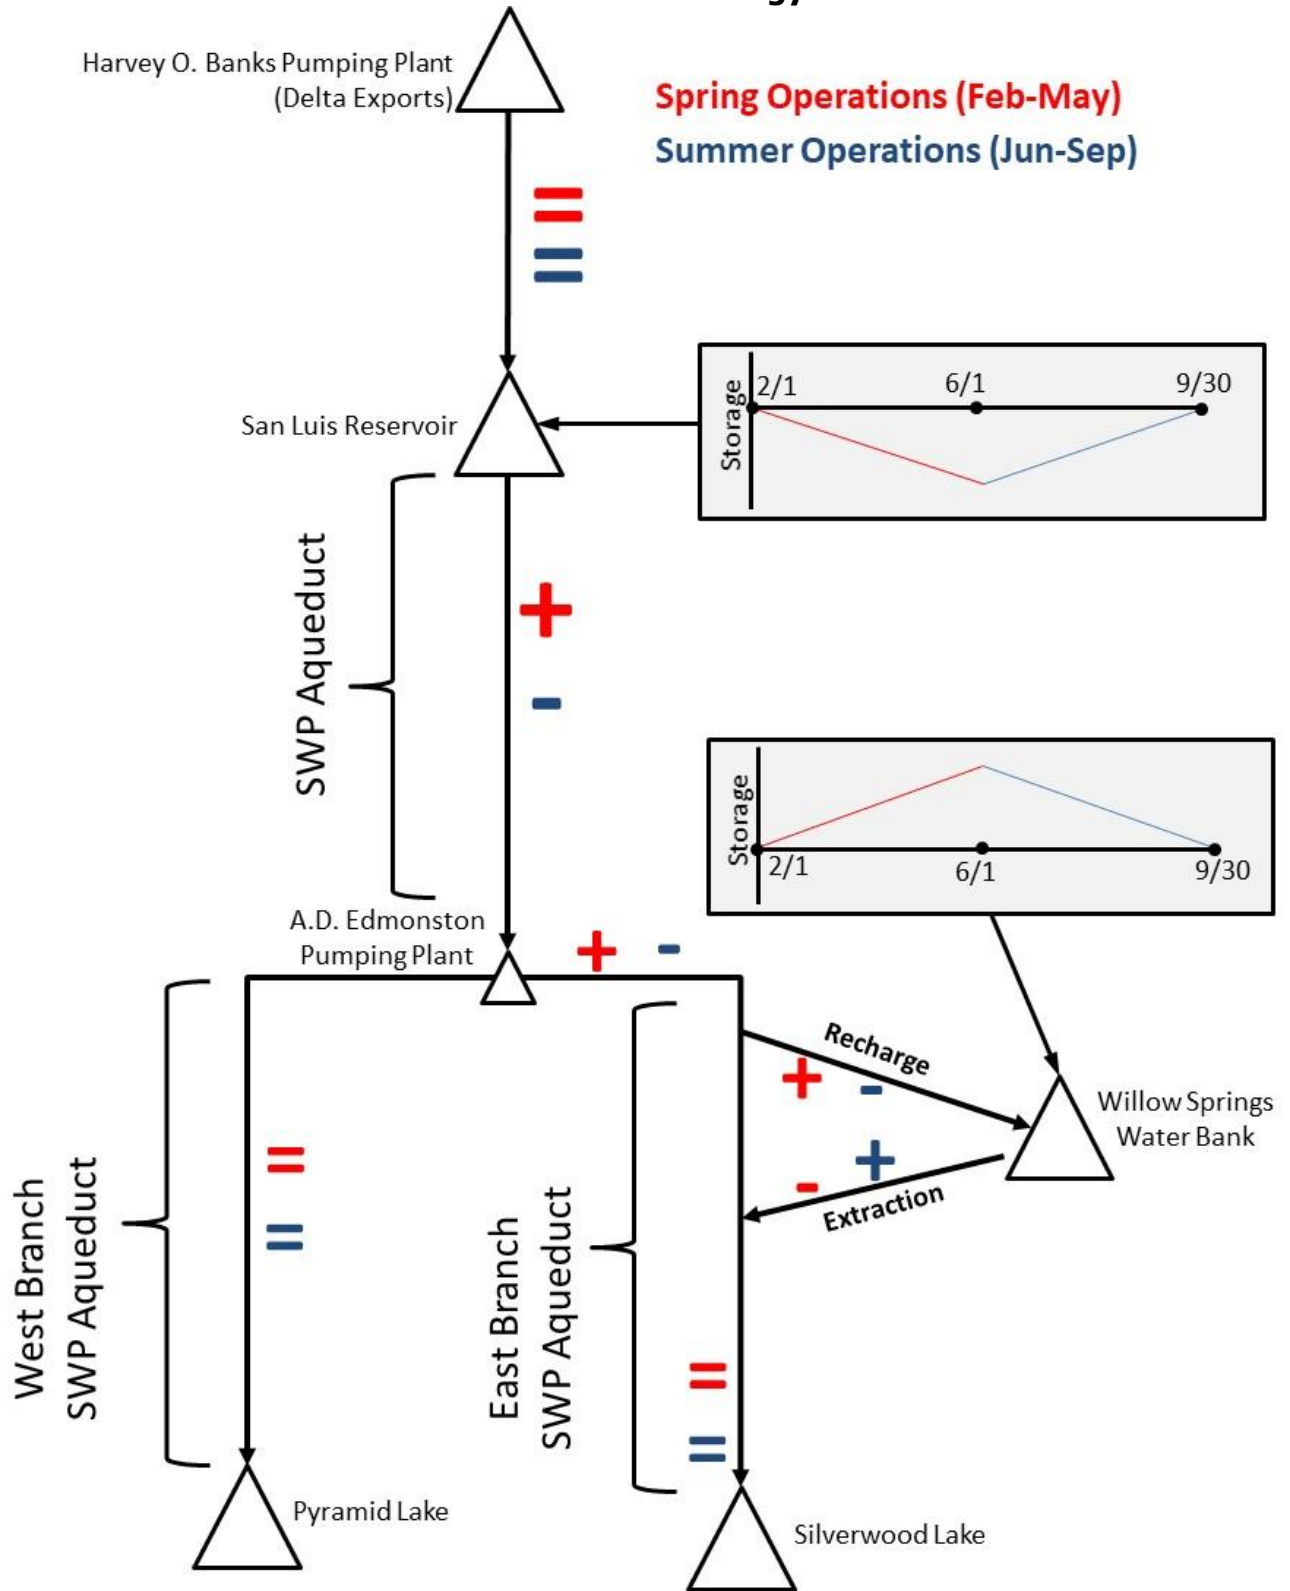 gy
Harvey O. Banks Pumping Plant
(Delta Exports)
Spring Operations (Feb-May)
Summer Operations (Jun-Sep)
=
=
San Luis Reservoir
Storage
2/1
6/1
9/30
SWP Aqueduct
+
-
Storage
2/1
6/1
9/30
A.D. Edmonston
Pumping Plant
+ -
Recharge
+ -
Willow Springs
Water Bank
- +
Extraction
West Branch
SWP Aqueduct
=
=
East Branch
SWP Aqueduct
=
=
Pyramid Lake
Silverwood Lake